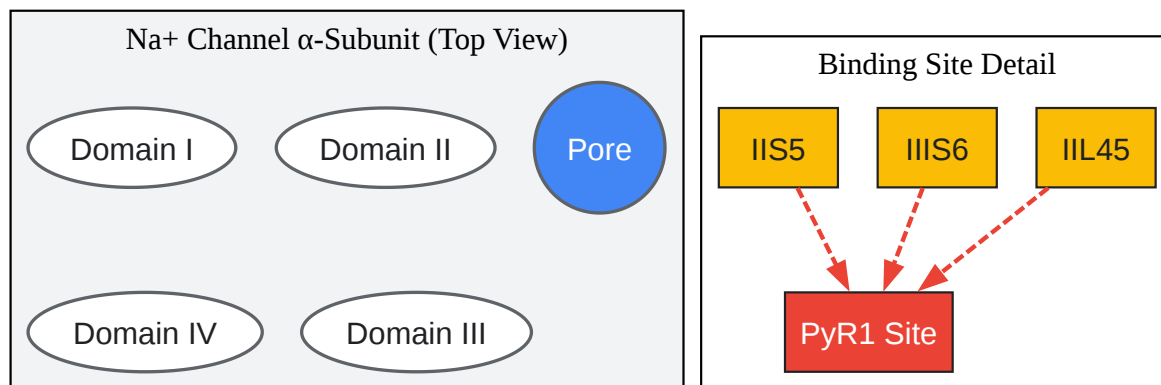 Na+ Channel α-Subunit (Top View)
Domain I
Domain II
Pore
Domain IV
Domain III
Binding Site Detail
IIS5
IIIS6
IIL45
PyR1 Site